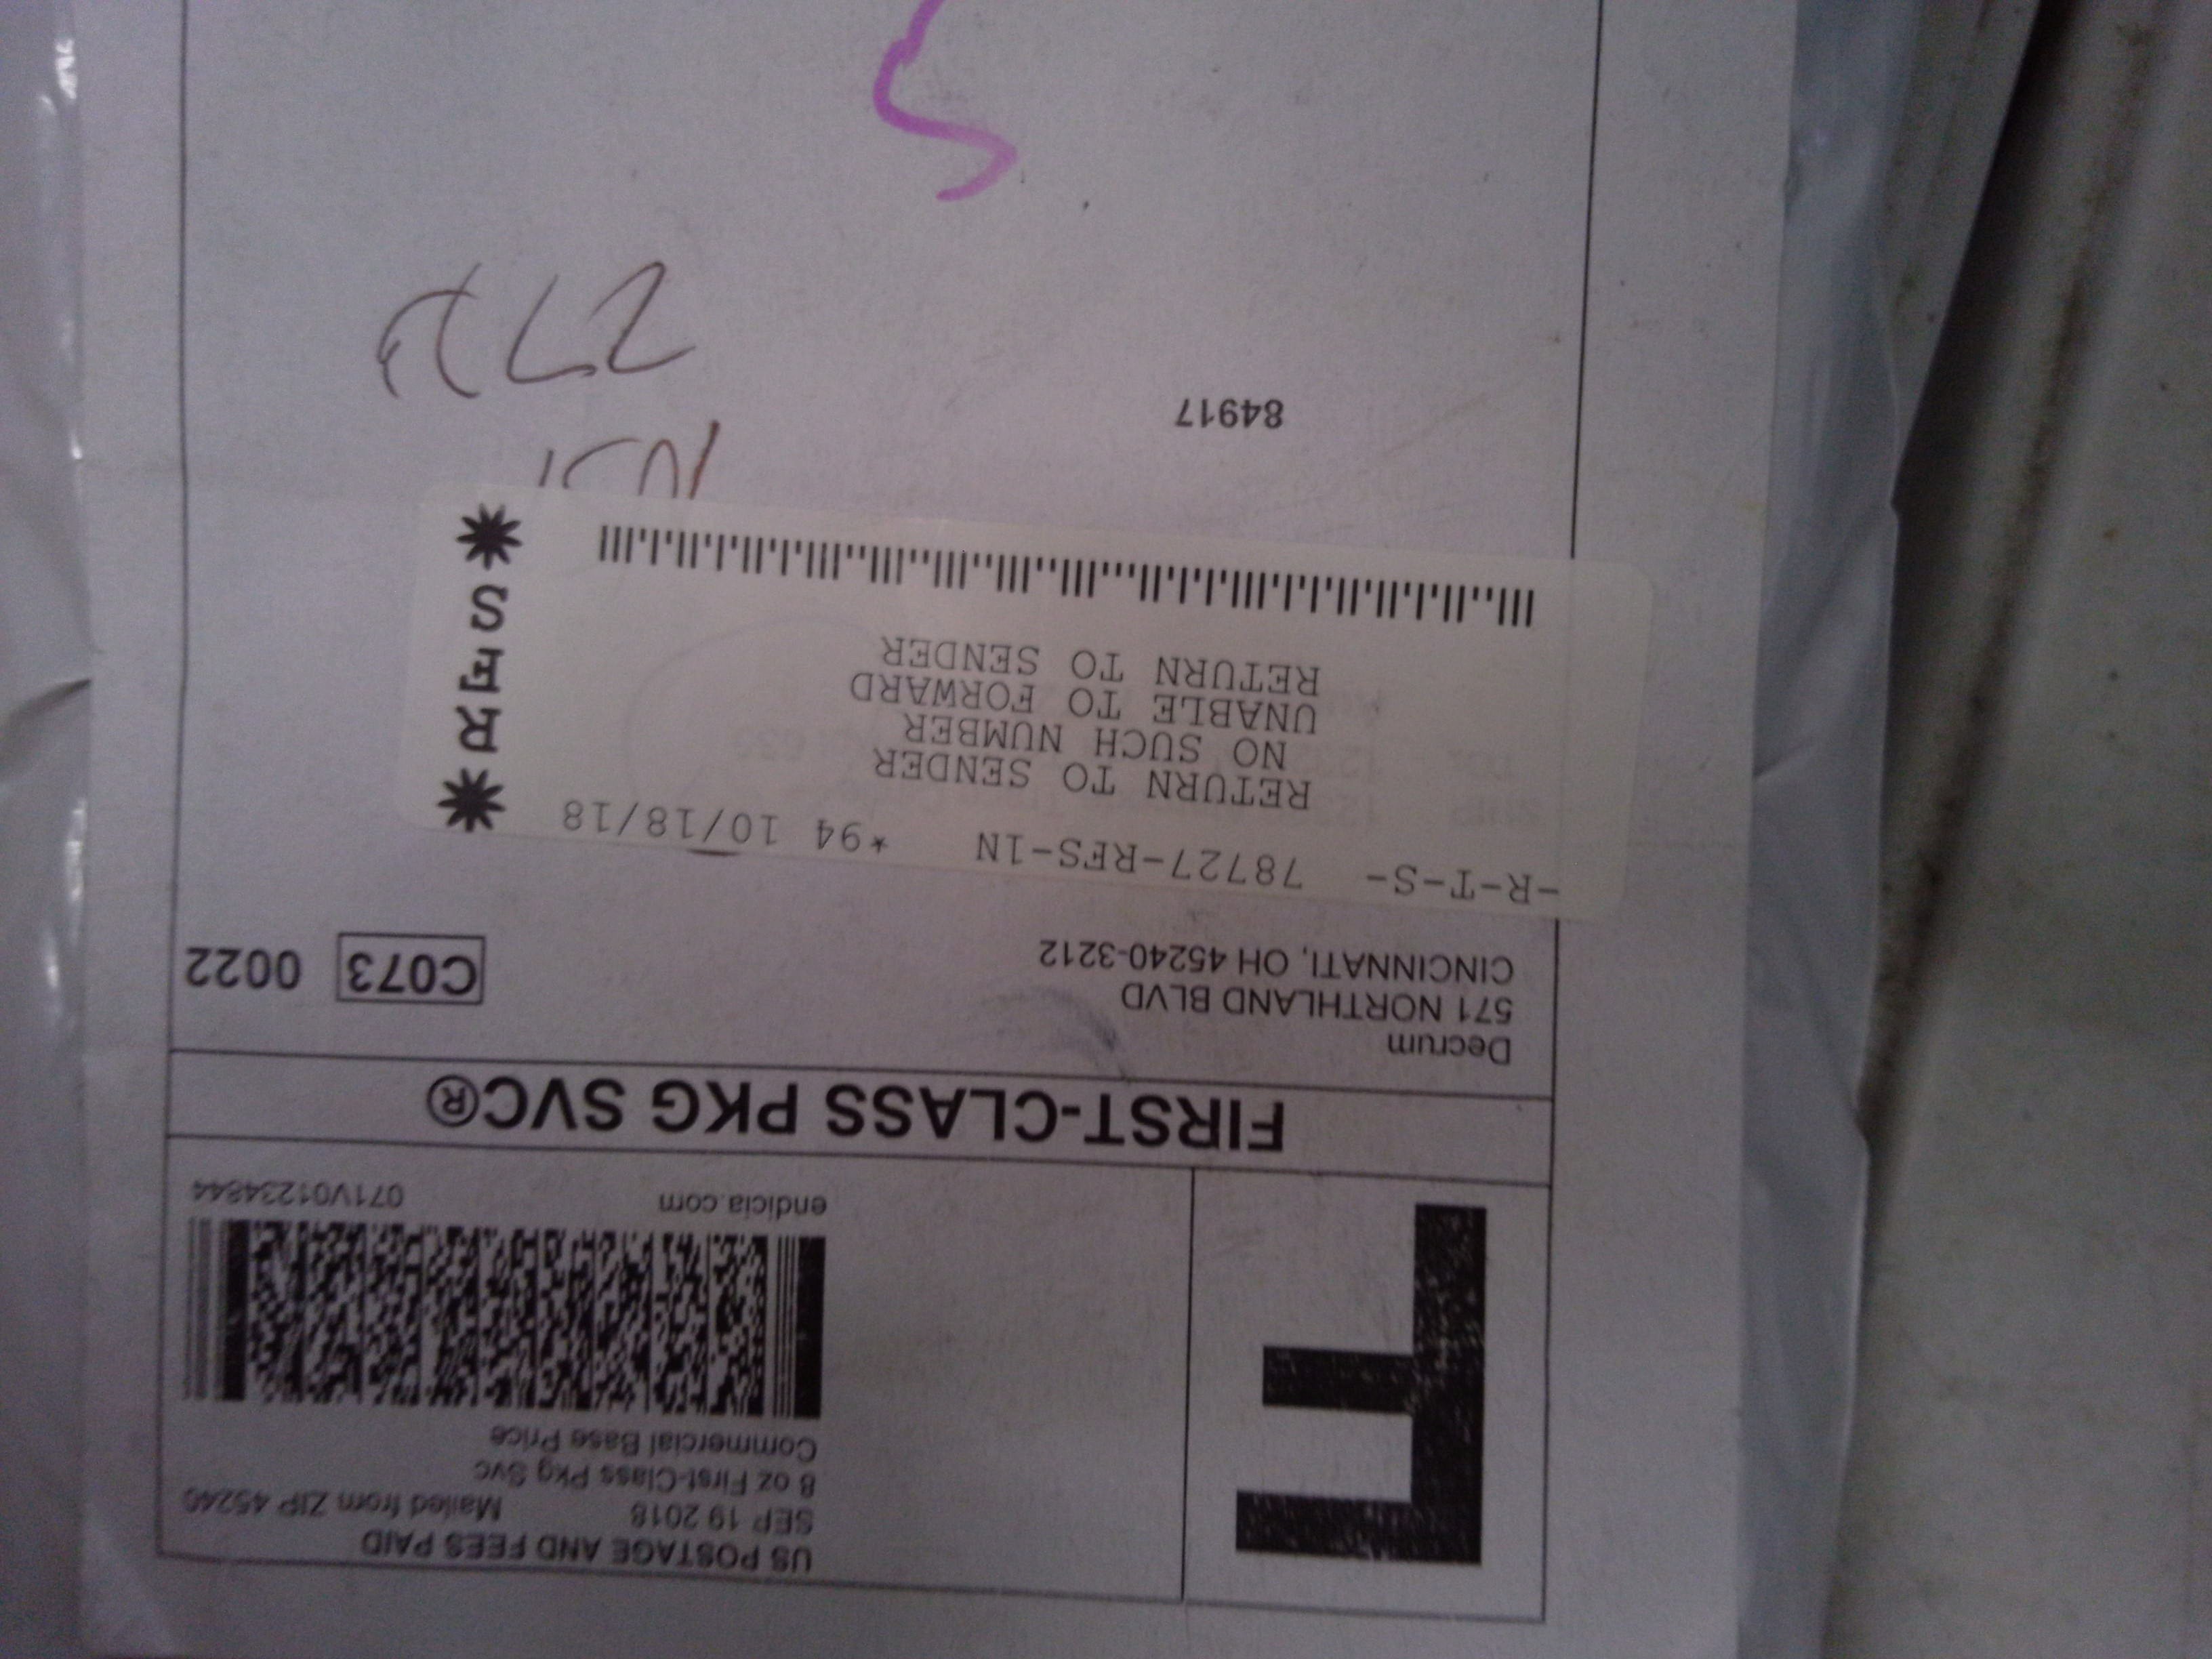 US POSTAGE AND FEES PAID
SEP 19 2018 Mailed from ZIP 45240
8 oz First-Class Pkg Svc
Commercial Base Price
endicia.com 071V01234844
F
FIRST-CLASS PKG SVC®
Decrum
571 NORTHLAND BLVD
CINCINNATI, OH 45240-3212
C073 0022
-R-T-S- 78727-RFS-1N *94 10/18/18
RETURN TO SENDER
NO SUCH NUMBER
UNABLE TO FORWARD
RETURN TO SENDER
*RFS*
84917